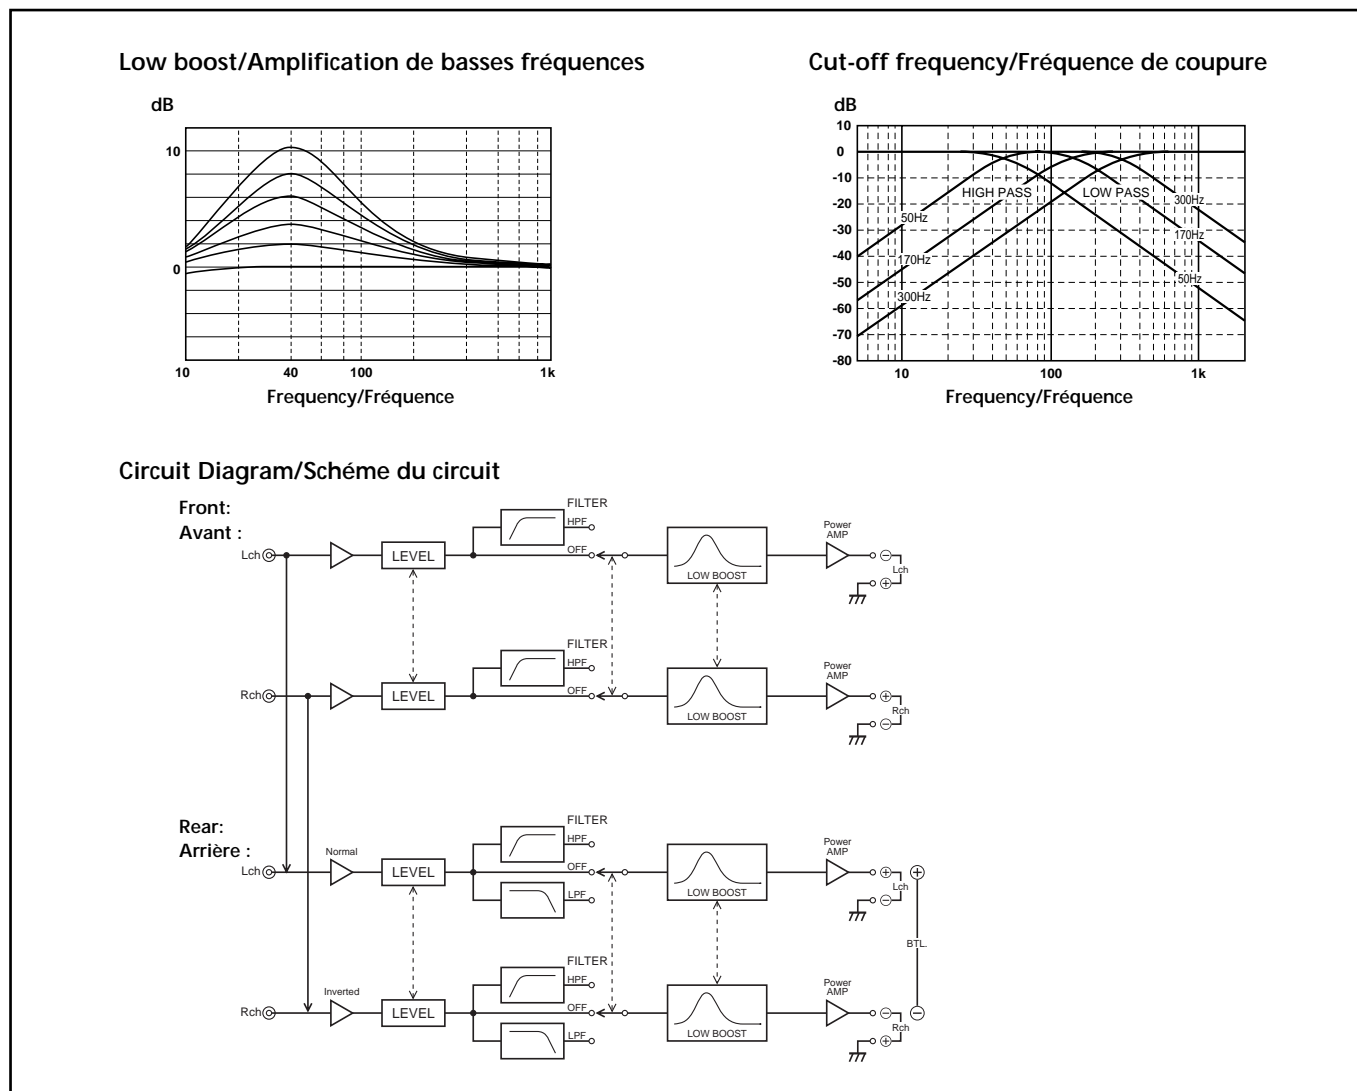 Low boost/Amplification de basses fréquences
dB
10
0
10 40 100 1k
Frequency/Fréquence
Cut-off frequency/Fréquence de coupure
dB
10
0
-10
-20
-30
-40
-50
-60
-70
-80
HIGH PASS LOW PASS
50Hz
170Hz
300Hz
300Hz
170Hz
50Hz
10 100 1k
Frequency/Fréquence
Circuit Diagram/Schéme du circuit
Front:
Avant :
Lch
LEVEL
FILTER
HPF
OFF
LOW BOOST
Power
AMP
Lch
Rch
LEVEL
FILTER
HPF
OFF
LOW BOOST
Power
AMP
Rch
Rear:
Arrière :
Lch
Normal
LEVEL
FILTER
HPF
OFF
LPF
LOW BOOST
Power
AMP
Lch
BTL.
Rch
Inverted
LEVEL
FILTER
HPF
OFF
LPF
LOW BOOST
Power
AMP
Rch